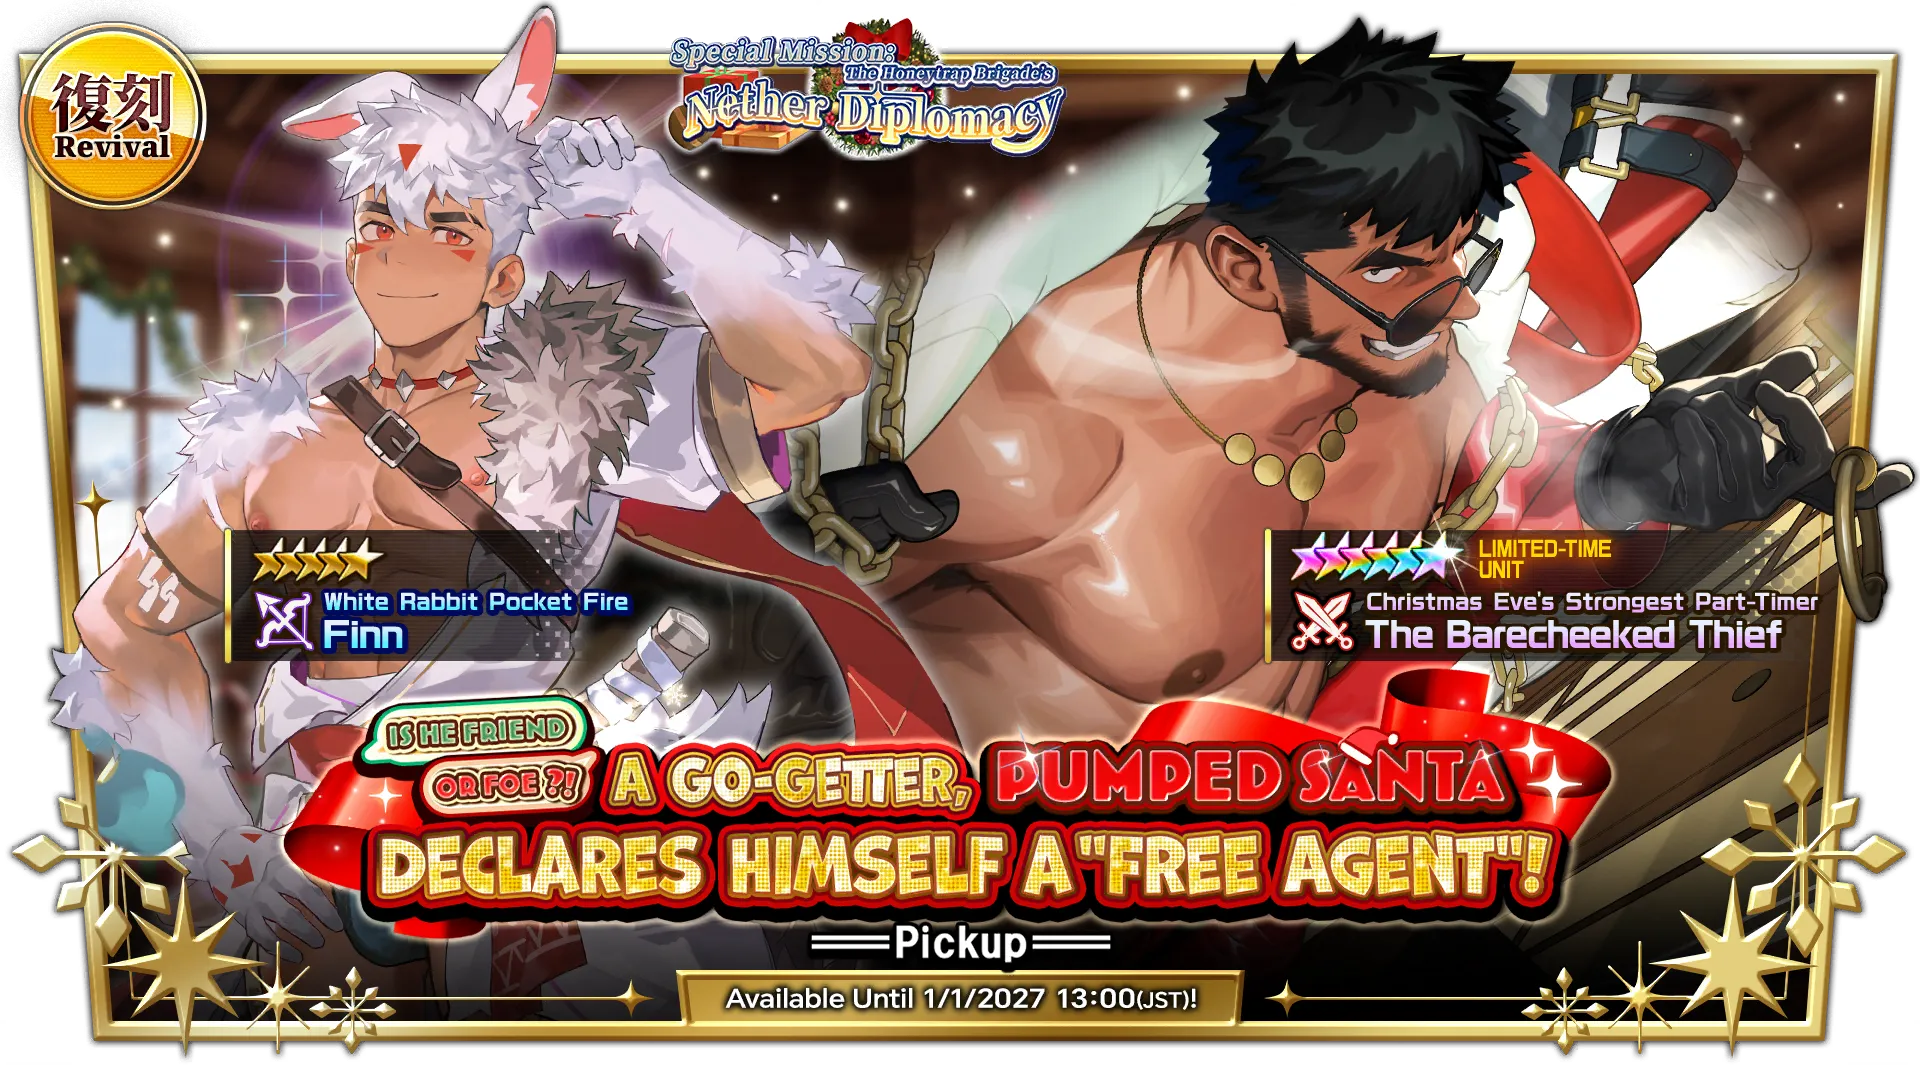 復刻
Revival
Special Mission:
The Honeytrap Brigade's
Nether Diplomacy
White Rabbit Pocket Fire
Finn
LIMITED-TIME
UNIT
Christmas Eve's Strongest Part-Timer
The Barecheeked Thief
IS HE FRIEND
OR FOE?!
A GO-GETTER, PUMPED SANTA
DECLARES HIMSELF A "FREE AGENT"!
Pickup
Available Until 1/1/2027 13:00(JST)!